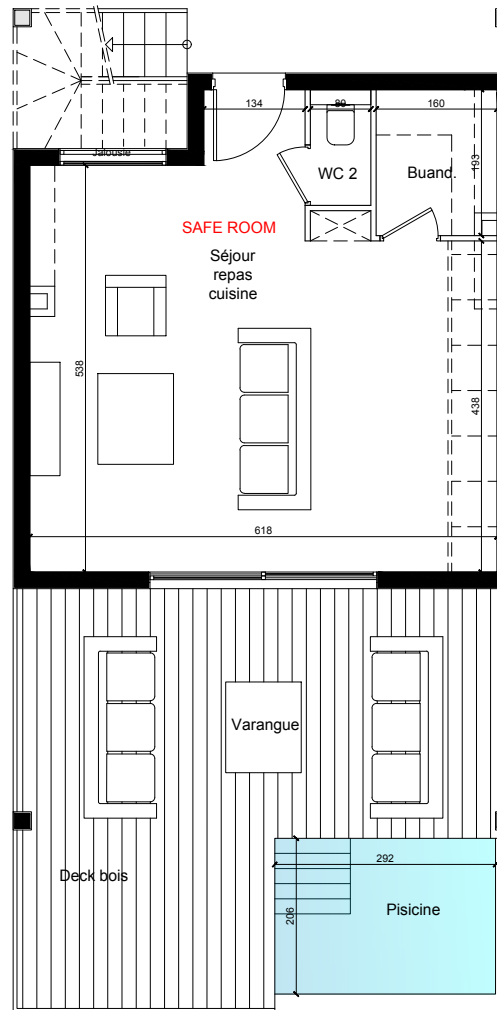 134
80
160
Jalousie
WC 2
Buand.
193
SAFE ROOM
Séjour
repas
cuisine
538
438
618
Varangue
Deck bois
292
206
Pisicine